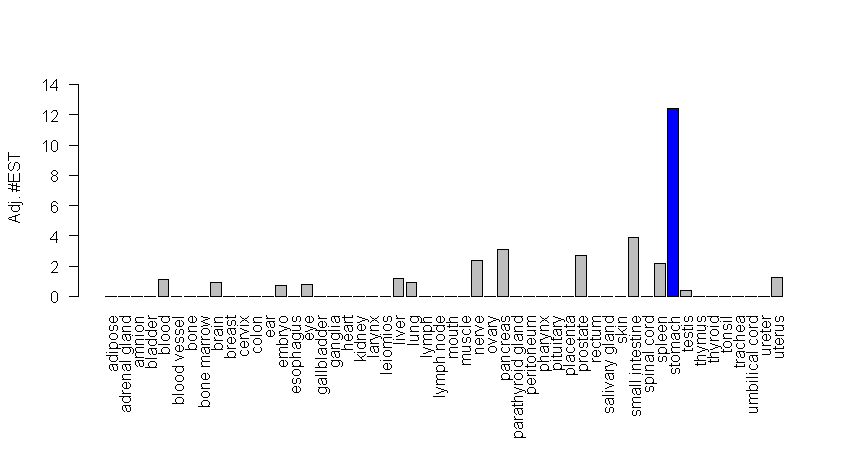 Adj. #EST
14
12
10
8
6
4
2
0
adipose
adrenal gland
amnion
bladder
blood
blood vessel
bone
bone marrow
brain
breast
cervix
colon
ear
embryo
esophagus
eye
gallbladder
ganglia
heart
kidney
larynx
leiomios
liver
lung
lymph
lymph node
mouth
muscle
nerve
ovary
pancreas
parathyroid gland
peritoneum
pharynx
pituitary
placenta
prostate
rectum
salivary gland
skin
small intestine
spinal cord
spleen
stomach
testis
thymus
thyroid
tonsil
trachea
umbilical cord
ureter
uterus